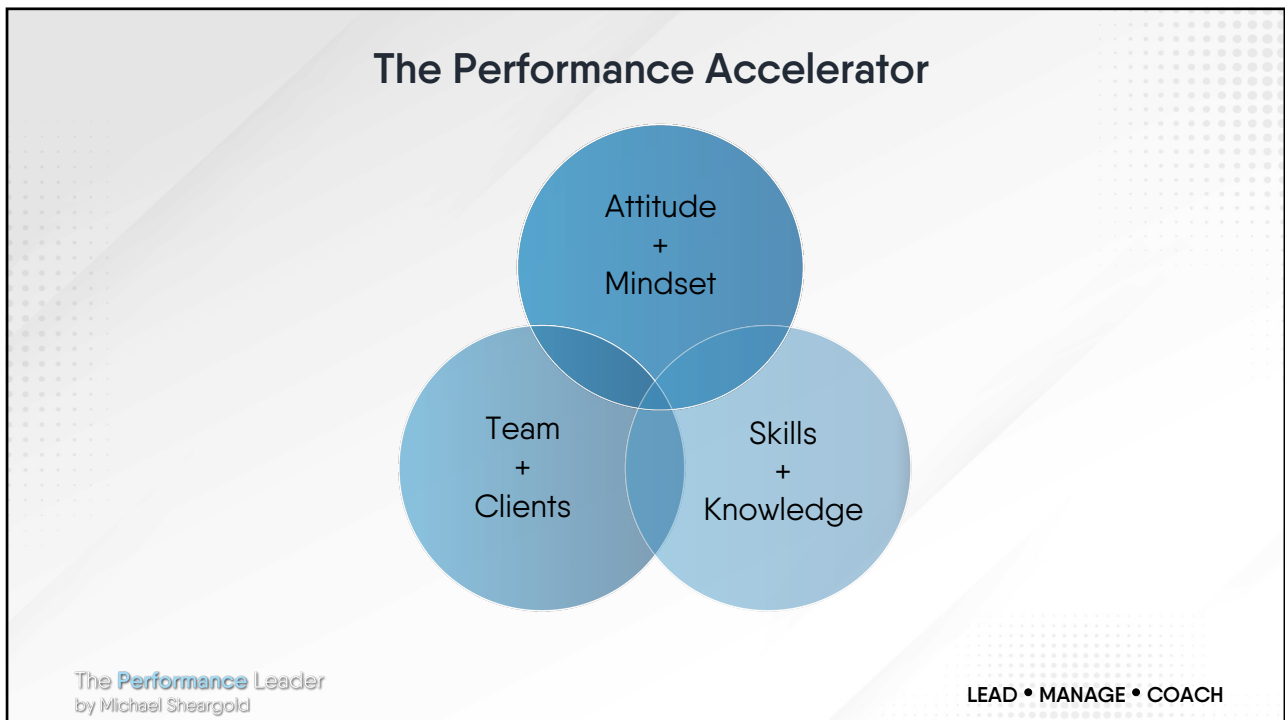 The Performance Accelerator
Attitude
+
Mindset
Team
+
Clients
Skills
+
Knowledge
The Performance Leader
by Michael Sheargold
LEAD • MANAGE • COACH